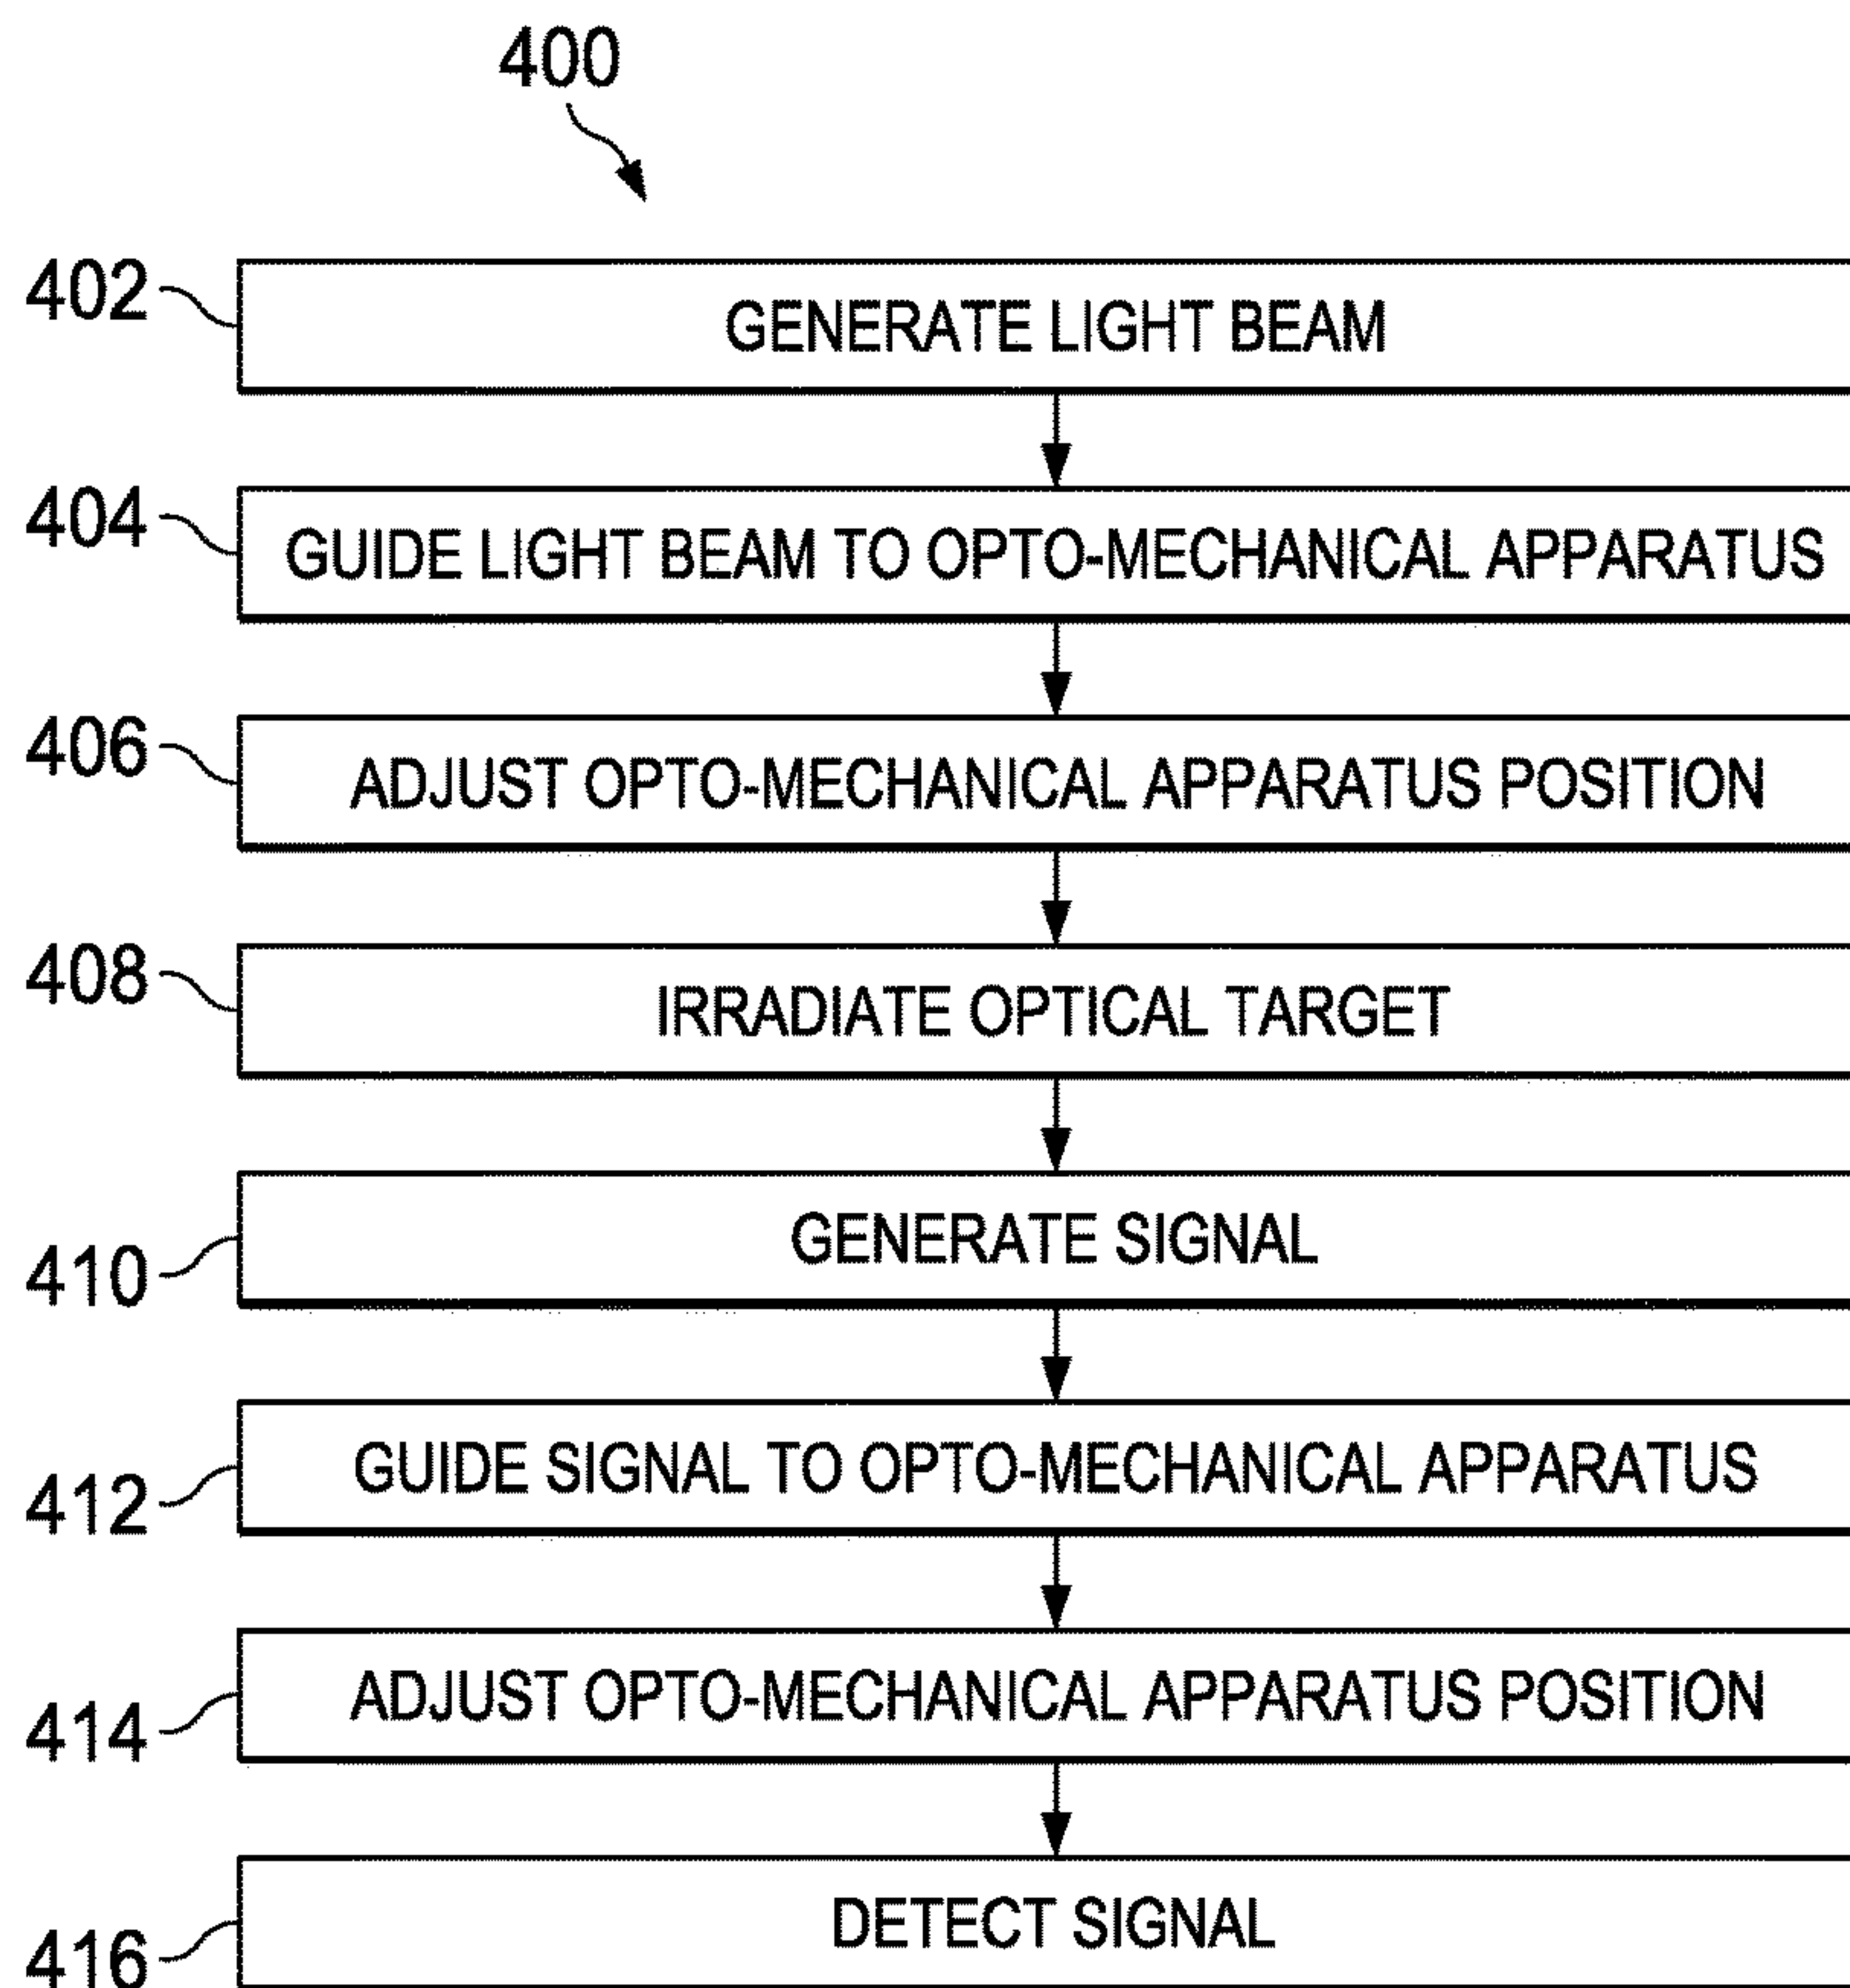 400
402
GENERATE LIGHT BEAM
404
GUIDE LIGHT BEAM TO OPTO-MECHANICAL APPARATUS
406
ADJUST OPTO-MECHANICAL APPARATUS POSITION
408
IRRADIATE OPTICAL TARGET
410
GENERATE SIGNAL
412
GUIDE SIGNAL TO OPTO-MECHANICAL APPARATUS
414
ADJUST OPTO-MECHANICAL APPARATUS POSITION
416
DETECT SIGNAL